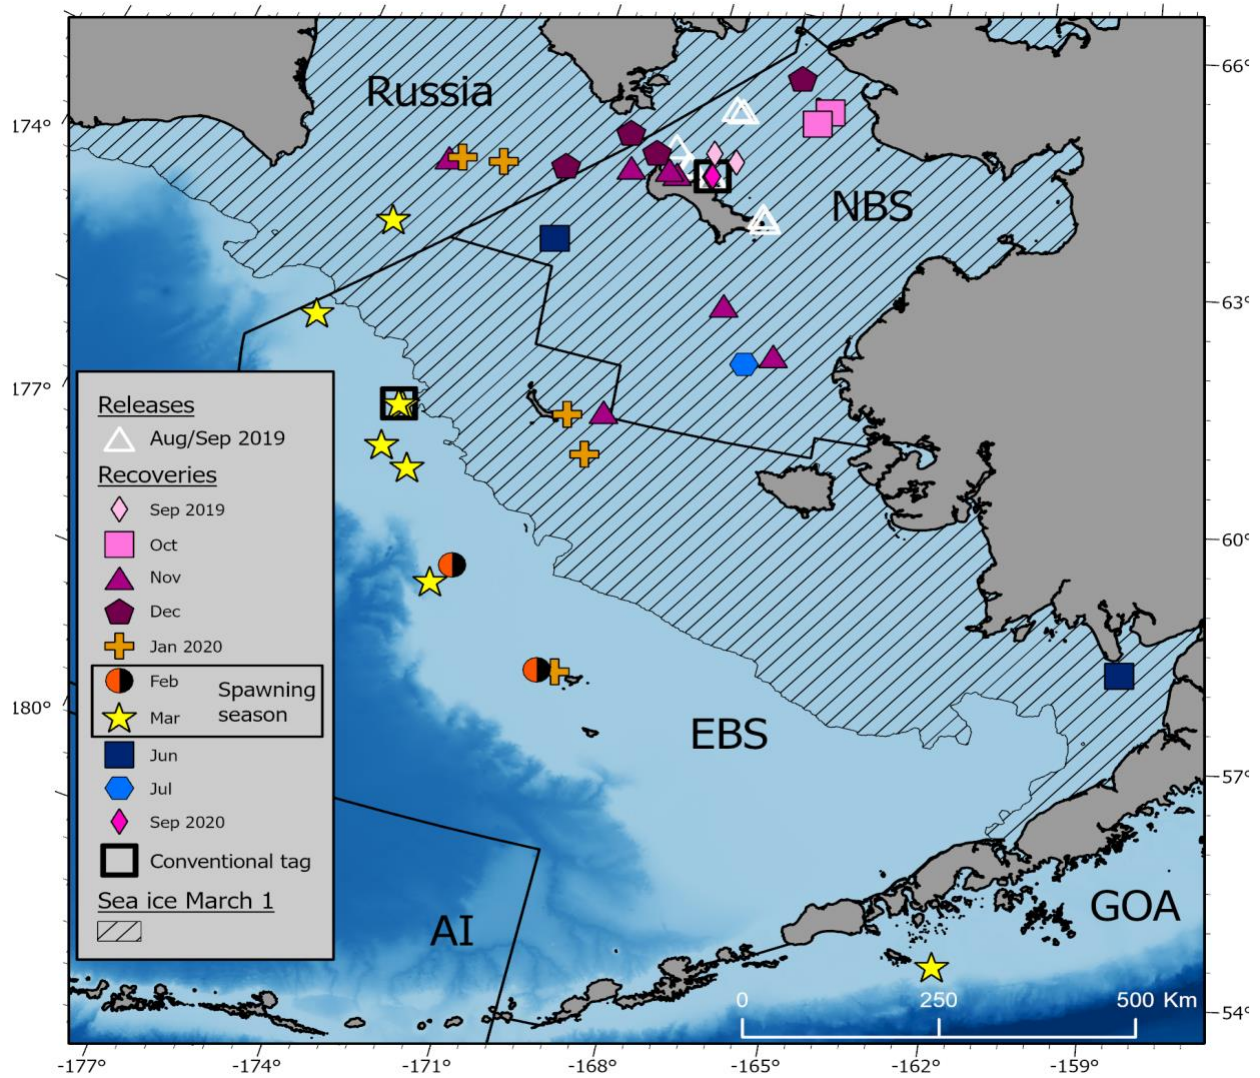 66°
Russia
174°
NBS
63°
177°
Releases
Aug/Sep 2019
Recoveries
Sep 2019
Oct
Nov
Dec
Jan 2020
Feb
Mar
Spawning
season
Jun
Jul
Sep 2020
Conventional tag
Sea ice March 1
60°
180°
EBS
57°
AI
GOA
0
250
500 Km
54°
-177°
-174°
-171°
-168°
-165°
-162°
-159°